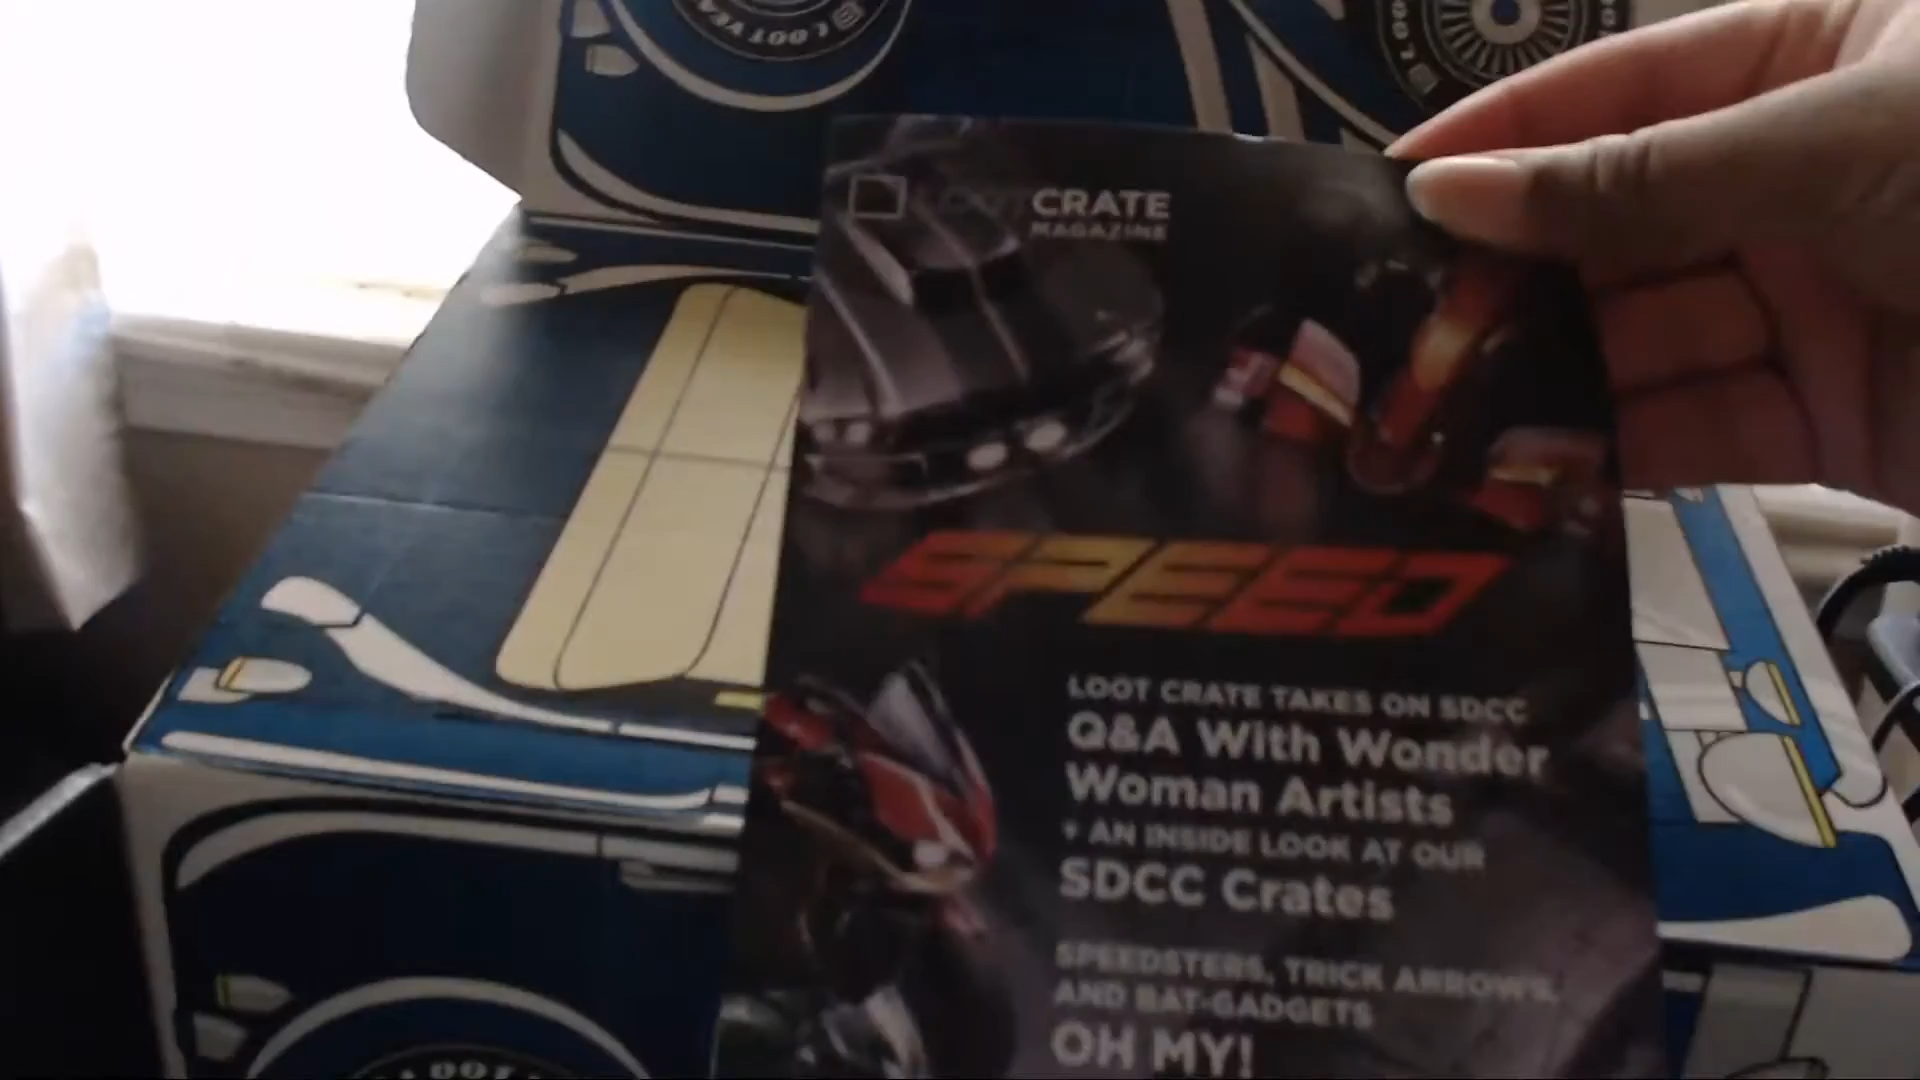 LOOTCRATE
MAGAZINE
SPEED
LOOT CRATE TAKES ON SDCC
Q&A With Wonder
Woman Artists
+ AN INSIDE LOOK AT OUR
SDCC Crates
SPEEDSTERS, TRICK ARROWS,
AND BAT-GADGETS
OH MY!